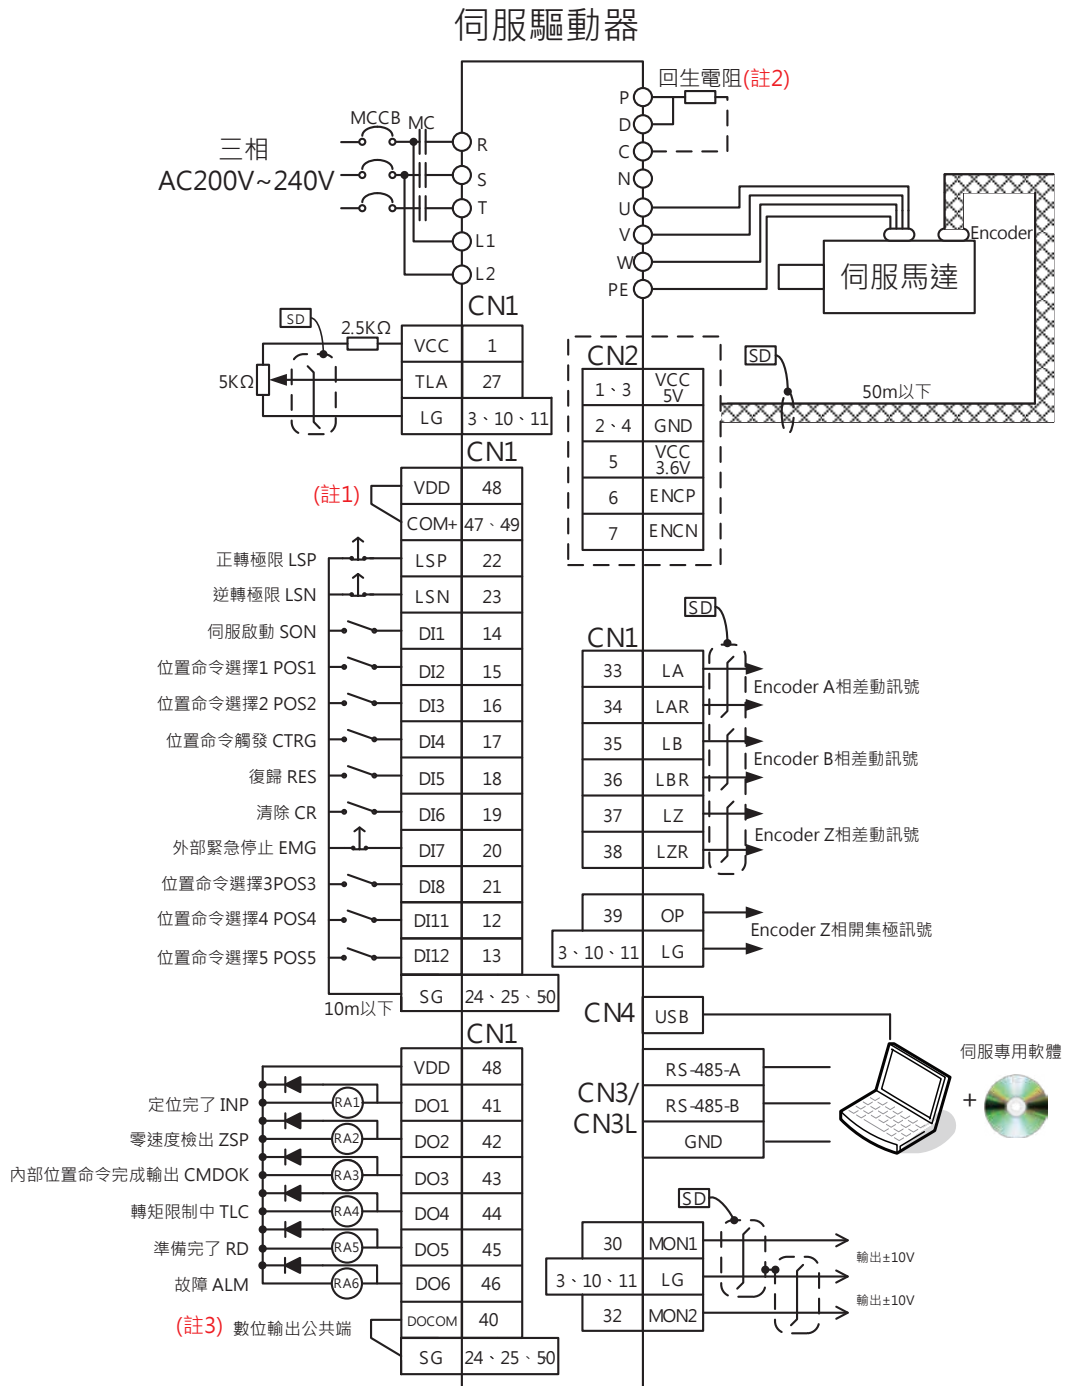 伺服驅動器
回生電阻(註2)
MCCB MC
三相
AC200V~240V
R
S
T
L1
L2
P
D
C
N
U
V
W
PE
Encoder
伺服馬達
CN1
SD
2.5KΩ
5KΩ
VCC 1
TLA 27
LG 3、10、11
CN2
1、3 VCC 5V
2、4 GND
5 VCC 3.6V
6 ENCP
7 ENCN
SD
50m以下
CN1
(註1)
VDD 48
COM+ 47、49
正轉極限 LSP LSP 22
逆轉極限 LSN LSN 23
伺服啟動 SON DI1 14
位置命令選擇1 POS1 DI2 15
位置命令選擇2 POS2 DI3 16
位置命令觸發 CTRG DI4 17
復歸 RES DI5 18
清除 CR DI6 19
外部緊急停止 EMG DI7 20
位置命令選擇3POS3 DI8 21
位置命令選擇4 POS4 DI11 12
位置命令選擇5 POS5 DI12 13
10m以下 SG 24、25、50
SD
CN1
33 LA
34 LAR
Encoder A相差動訊號
35 LB
36 LBR
Encoder B相差動訊號
37 LZ
38 LZR
Encoder Z相差動訊號
39 OP
3、10、11 LG
Encoder Z相開集極訊號
CN4 USB
CN3/
CN3L
RS-485-A
RS-485-B
GND
伺服專用軟體
+
CN1
VDD 48
定位完了 INP RA1 DO1 41
零速度檢出 ZSP RA2 DO2 42
內部位置命令完成輸出 CMDOK RA3 DO3 43
轉矩限制中 TLC RA4 DO4 44
準備完了 RD RA5 DO5 45
故障 ALM RA6 DO6 46
(註3) 數位輸出公共端 DOCOM 40
SG 24、25、50
SD
30 MON1
輸出±10V
3、10、11 LG
輸出±10V
32 MON2